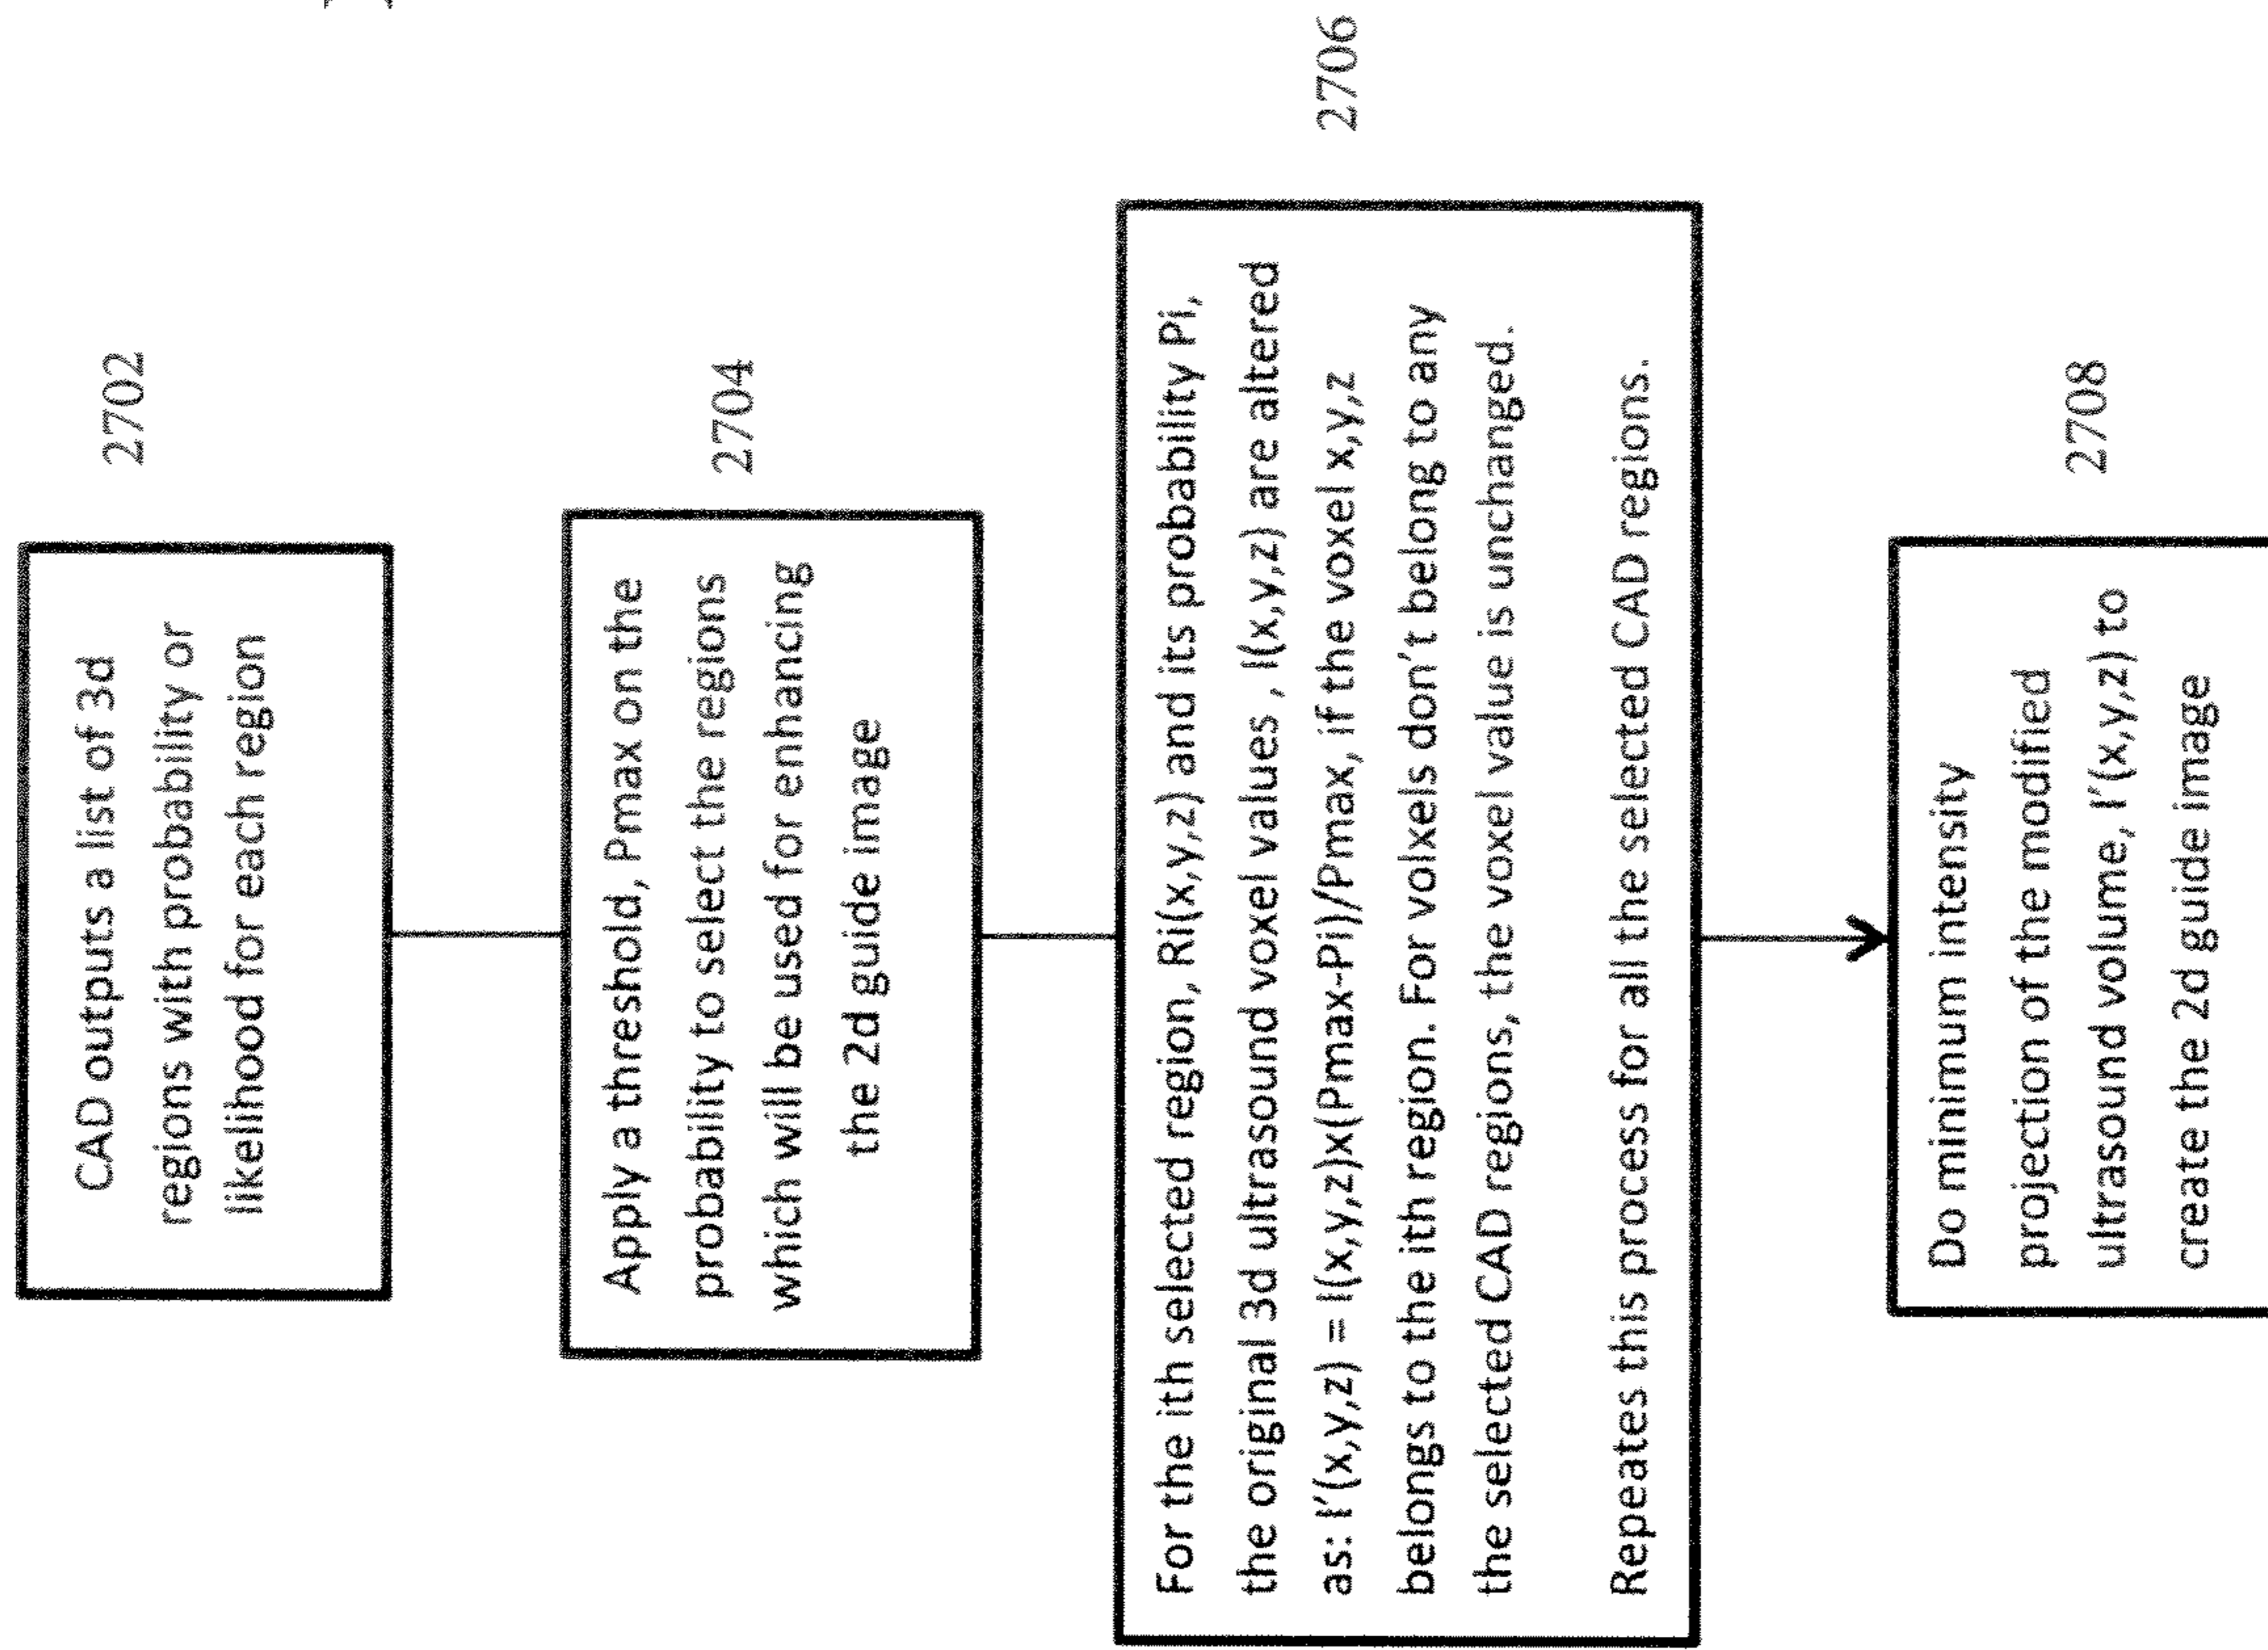 CAD outputs a list of 3d
regions with probability or
likelihood for each region
2702
Apply a threshold, Pmax on the
probability to select the regions
which will be used for enhancing
the 2d guide image
2704
For the ith selected region, Ri(x,y,z) and its probability Pi,
the original 3d ultrasound voxel values , I(x,y,z) are altered
as: I'(x,y,z) = I(x,y,z)x(Pmax-Pi)/Pmax, if the voxel x,y,z
belongs to the ith region. For volxels don't belong to any
the selected CAD regions, the voxel value is unchanged.
Repeates this process for all the selected CAD regions.
2706
Do minimum intensity
projection of the modified
ultrasound volume, I'(x,y,z) to
create the 2d guide image
2708